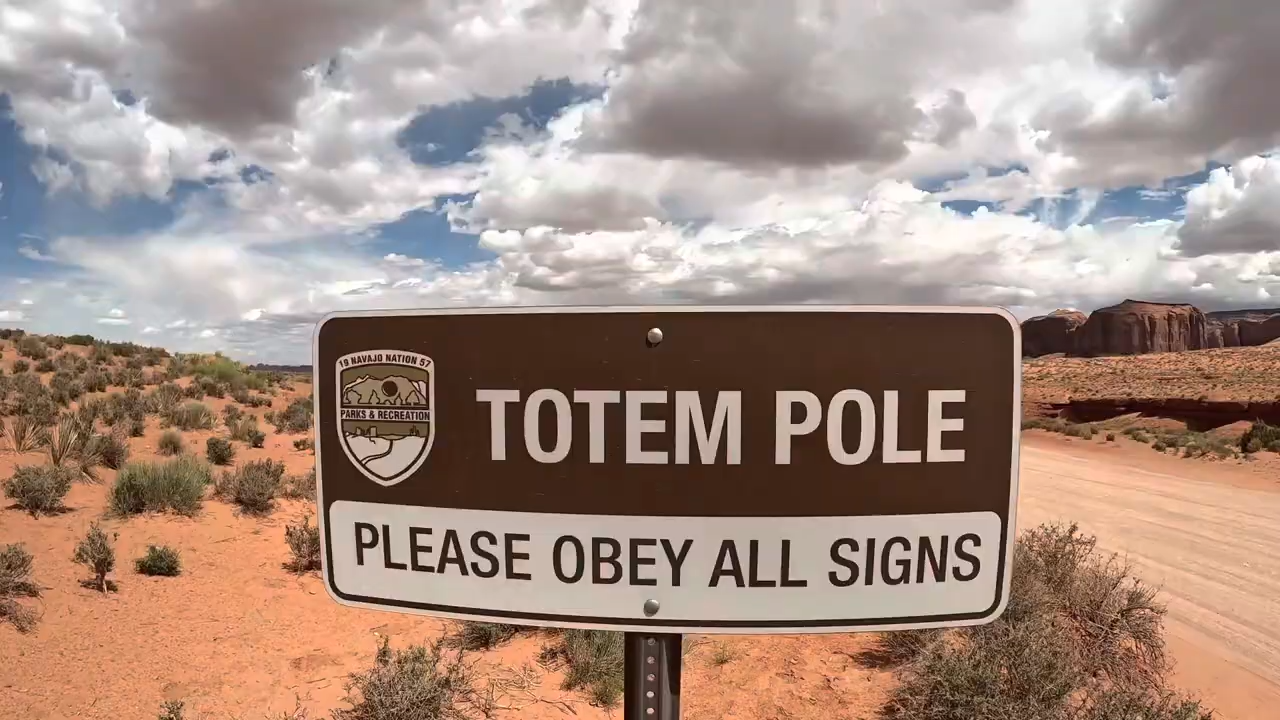 19 NAVAJO NATION 57
PARKS & RECREATION
TOTEM POLE
PLEASE OBEY ALL SIGNS